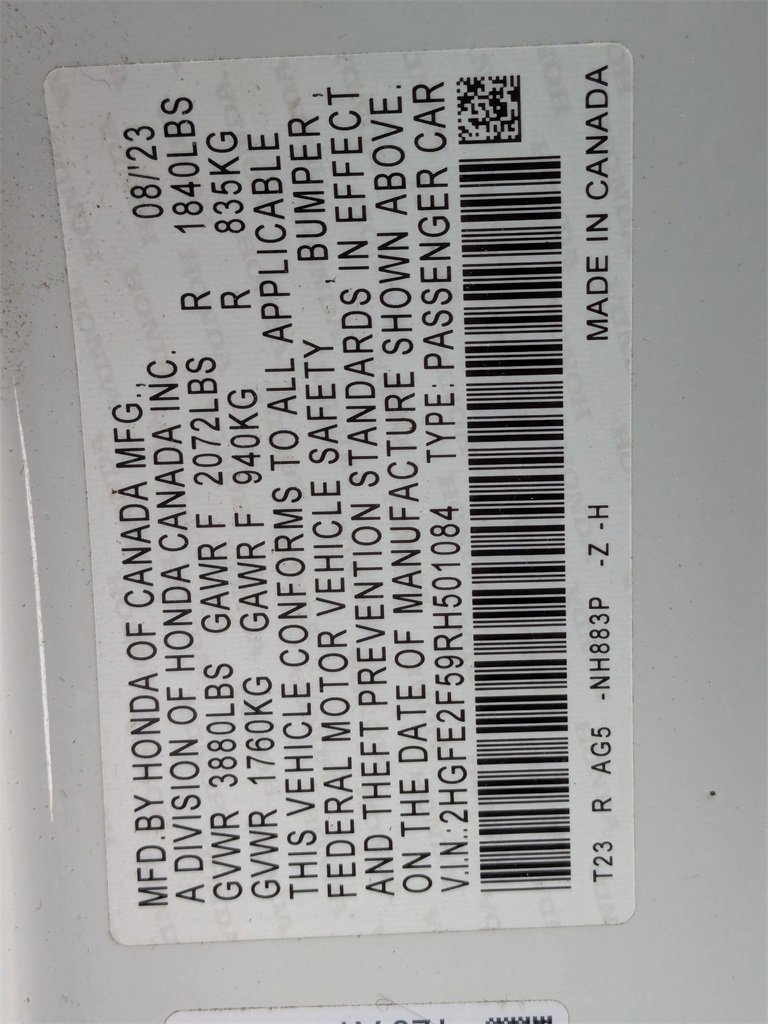 MFD.BY HONDA OF CANADA MFG., 08/'23
A DIVISION OF HONDA CANADA INC.
GVWR 3880LBS GAWR F 2072LBS R 1840LBS
GVWR 1760KG GAWR F 940KG R 835KG
THIS VEHICLE CONFORMS TO ALL APPLICABLE
FEDERAL MOTOR VEHICLE SAFETY, BUMPER,
AND THEFT PREVENTION STANDARDS IN EFFECT
ON THE DATE OF MANUFACTURE SHOWN ABOVE.
V.I.N.:2HGFE2F59RH501084 TYPE: PASSENGER CAR
T23 R AG5 -NH883P -Z -H MADE IN CANADA